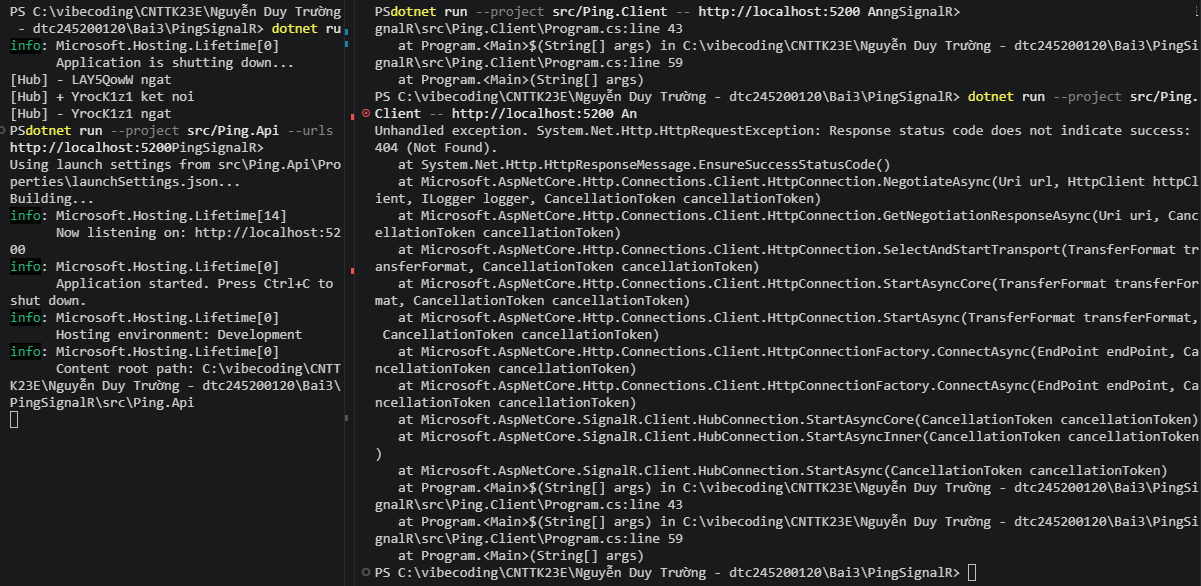 PS C:\vibecoding\CNTTK23E\Nguyễn Duy Trường
 - dtc245200120\Bai3\PingSignalR> dotnet ru
info: Microsoft.Hosting.Lifetime[0]
      Application is shutting down...
[Hub] - LAY5QowW ngat
[Hub] + YrocK1z1 ket noi
[Hub] - YrocK1z1 ngat
PSdotnet run --project src/Ping.Api --urls
http://localhost:5200PingSignalR>
Using launch settings from src\Ping.Api\Pro
perties\launchSettings.json...
Building...
info: Microsoft.Hosting.Lifetime[14]
      Now listening on: http://localhost:52
00
info: Microsoft.Hosting.Lifetime[0]
      Application started. Press Ctrl+C to
shut down.
info: Microsoft.Hosting.Lifetime[0]
      Hosting environment: Development
info: Microsoft.Hosting.Lifetime[0]
      Content root path: C:\vibecoding\CNTT
K23E\Nguyễn Duy Trường - dtc245200120\Bai3\
PingSignalR\src\Ping.Api
PSdotnet run --project src/Ping.Client -- http://localhost:5200 AnngSignalR>
gnalR\src\Ping.Client\Program.cs:line 43
   at Program.<Main>$(String[] args) in C:\vibecoding\CNTTK23E\Nguyễn Duy Trường - dtc245200120\Bai3\PingSi
gnalR\src\Ping.Client\Program.cs:line 59
   at Program.<Main>(String[] args)
PS C:\vibecoding\CNTTK23E\Nguyễn Duy Trường - dtc245200120\Bai3\PingSignalR> dotnet run --project src/Ping.
Client -- http://localhost:5200 An
Unhandled exception. System.Net.Http.HttpRequestException: Response status code does not indicate success:
404 (Not Found).
   at System.Net.Http.HttpResponseMessage.EnsureSuccessStatusCode()
   at Microsoft.AspNetCore.Http.Connections.Client.HttpConnection.NegotiateAsync(Uri url, HttpClient httpCl
ient, ILogger logger, CancellationToken cancellationToken)
   at Microsoft.AspNetCore.Http.Connections.Client.HttpConnection.GetNegotiationResponseAsync(Uri uri, Canc
ellationToken cancellationToken)
   at Microsoft.AspNetCore.Http.Connections.Client.HttpConnection.SelectAndStartTransport(TransferFormat tr
ansferFormat, CancellationToken cancellationToken)
   at Microsoft.AspNetCore.Http.Connections.Client.HttpConnection.StartAsyncCore(TransferFormat transferFor
mat, CancellationToken cancellationToken)
   at Microsoft.AspNetCore.Http.Connections.Client.HttpConnection.StartAsync(TransferFormat transferFormat,
 CancellationToken cancellationToken)
   at Microsoft.AspNetCore.Http.Connections.Client.HttpConnectionFactory.ConnectAsync(EndPoint endPoint, Ca
ncellationToken cancellationToken)
   at Microsoft.AspNetCore.Http.Connections.Client.HttpConnectionFactory.ConnectAsync(EndPoint endPoint, Ca
ncellationToken cancellationToken)
   at Microsoft.AspNetCore.SignalR.Client.HubConnection.StartAsyncCore(CancellationToken cancellationToken)
   at Microsoft.AspNetCore.SignalR.Client.HubConnection.StartAsyncInner(CancellationToken cancellationToken
)
   at Microsoft.AspNetCore.SignalR.Client.HubConnection.StartAsync(CancellationToken cancellationToken)
   at Program.<Main>$(String[] args) in C:\vibecoding\CNTTK23E\Nguyễn Duy Trường - dtc245200120\Bai3\PingSi
gnalR\src\Ping.Client\Program.cs:line 43
   at Program.<Main>$(String[] args) in C:\vibecoding\CNTTK23E\Nguyễn Duy Trường - dtc245200120\Bai3\PingSi
gnalR\src\Ping.Client\Program.cs:line 59
   at Program.<Main>(String[] args)
PS C:\vibecoding\CNTTK23E\Nguyễn Duy Trường - dtc245200120\Bai3\PingSignalR>